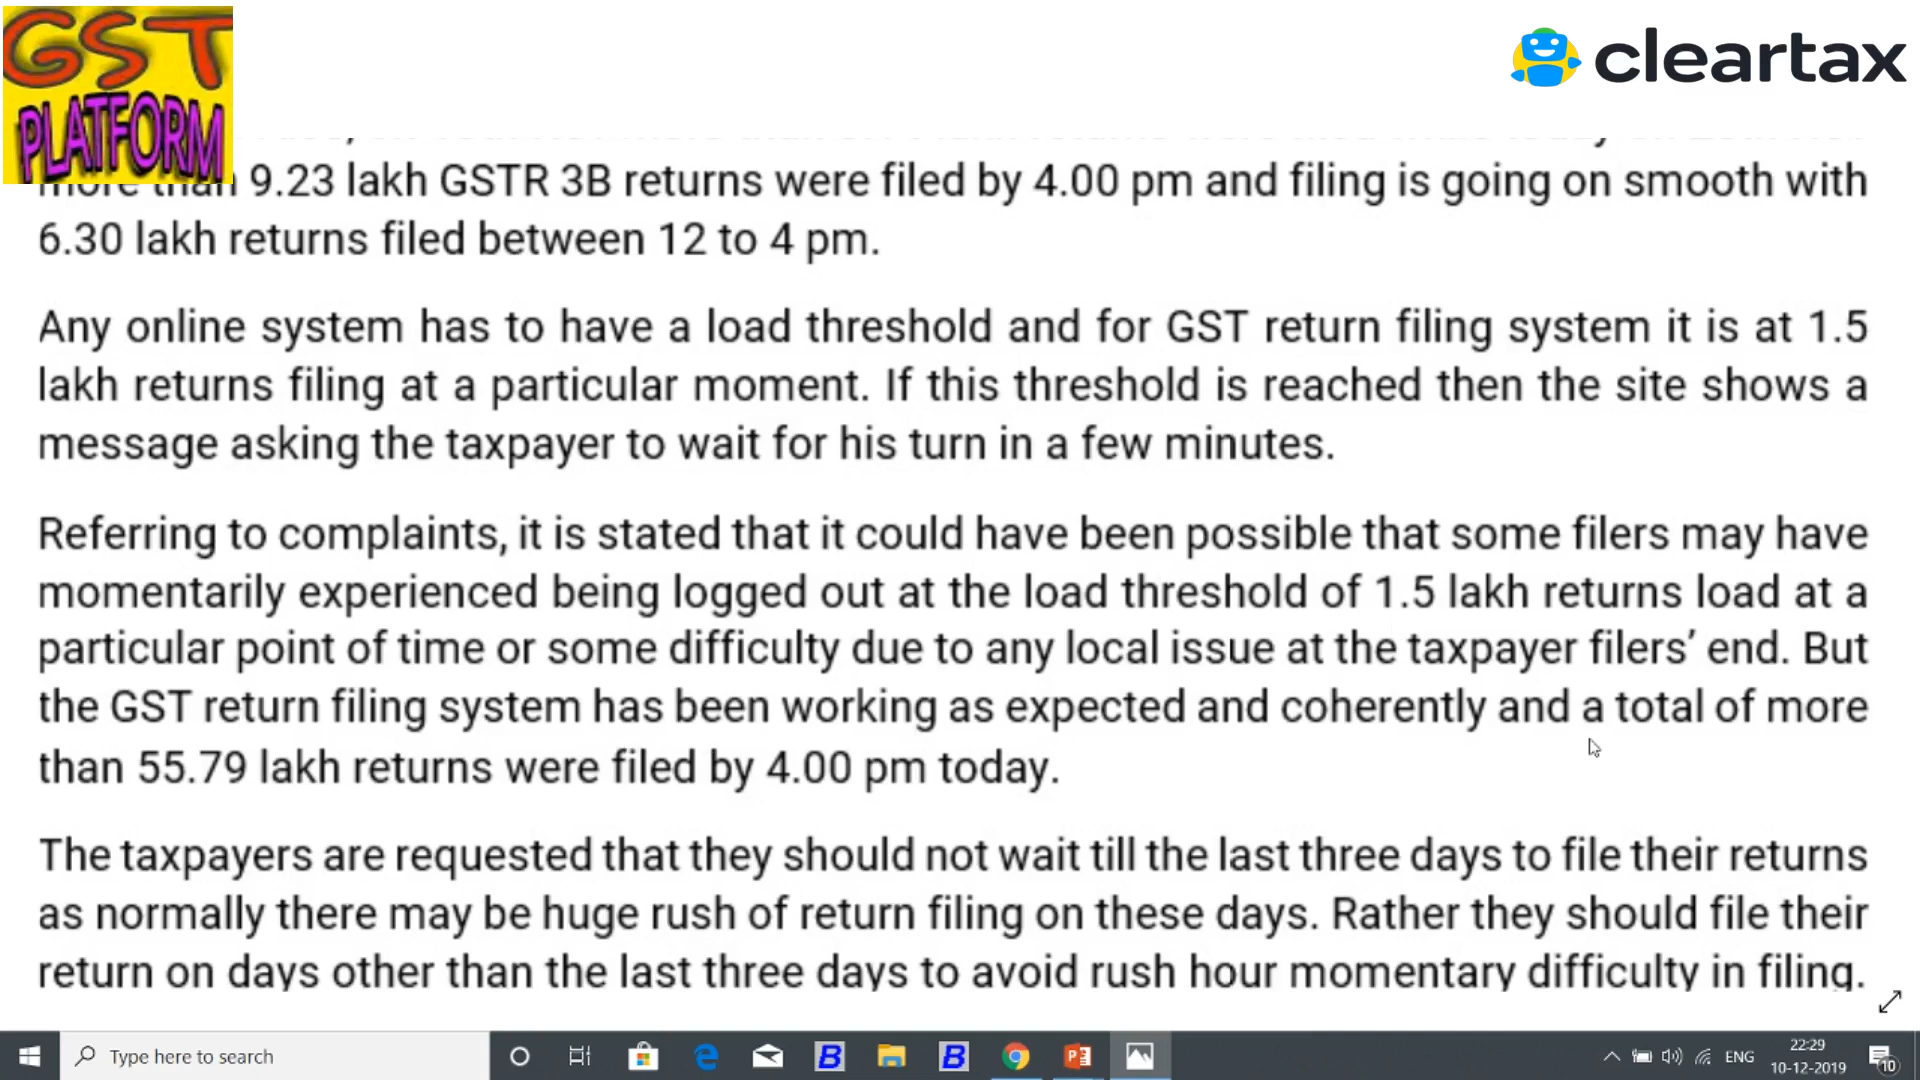 GST
PLATFORM
cleartax
more than 9.23 lakh GSTR 3B returns were filed by 4.00 pm and filing is going on smooth with
6.30 lakh returns filed between 12 to 4 pm.
Any online system has to have a load threshold and for GST return filing system it is at 1.5
lakh returns filing at a particular moment. If this threshold is reached then the site shows a
message asking the taxpayer to wait for his turn in a few minutes.
Referring to complaints, it is stated that it could have been possible that some filers may have
momentarily experienced being logged out at the load threshold of 1.5 lakh returns load at a
particular point of time or some difficulty due to any local issue at the taxpayer filers’ end. But
the GST return filing system has been working as expected and coherently and a total of more
than 55.79 lakh returns were filed by 4.00 pm today.
The taxpayers are requested that they should not wait till the last three days to file their returns
as normally there may be huge rush of return filing on these days. Rather they should file their
return on days other than the last three days to avoid rush hour momentary difficulty in filing.
Type here to search
B
B
ENG
22:29
10-12-2019
10